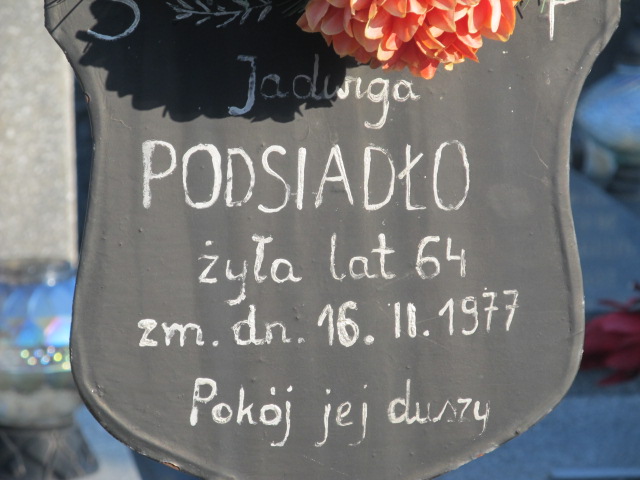 Ś P
Jadwiga
PODSIADŁO
żyła lat 64
zm. dn. 16. II. 1977
Pokój jej duszy